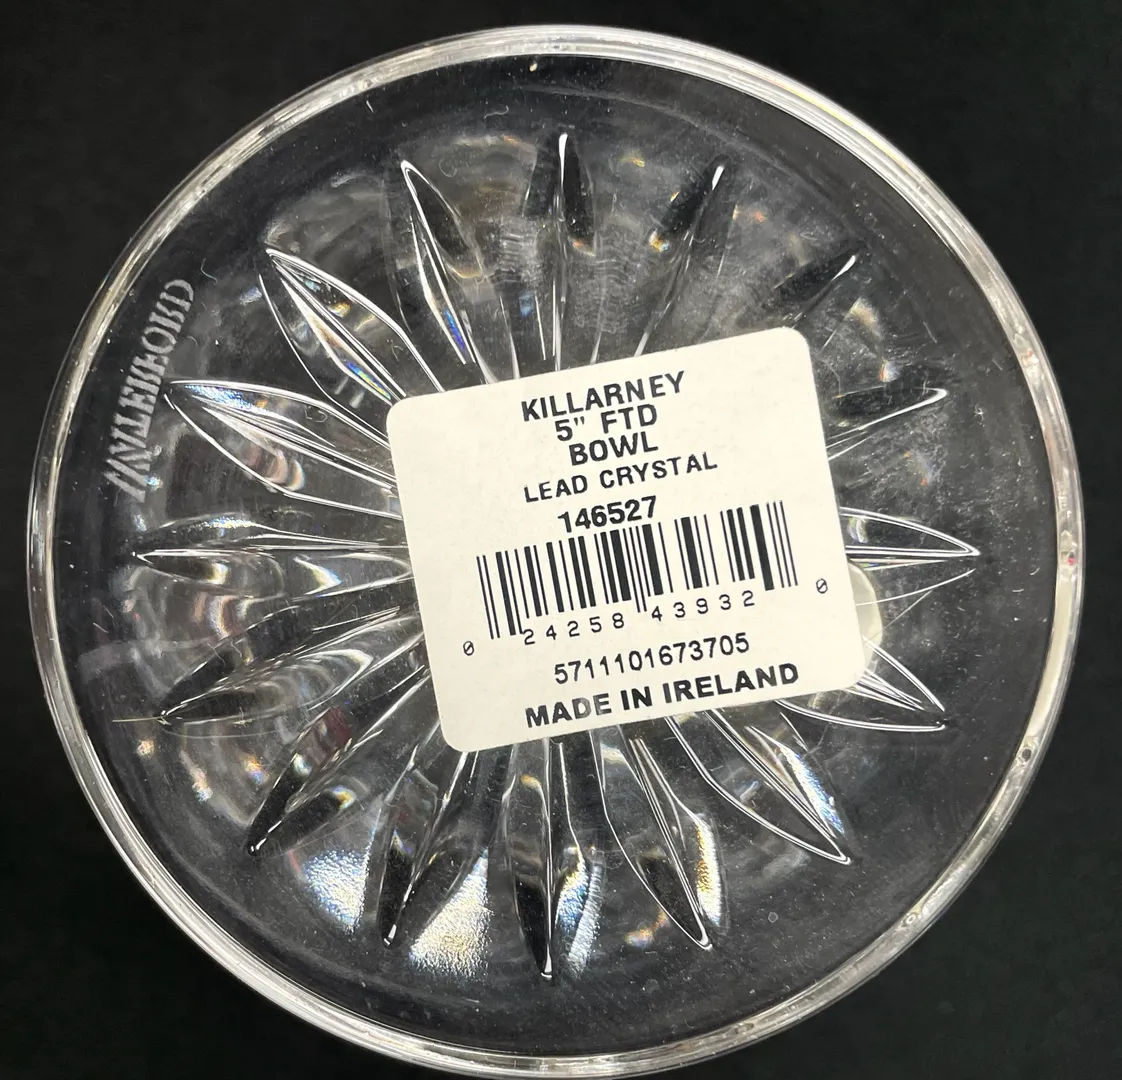 WATERFORD
KILLARNEY
5" FTD
BOWL
LEAD CRYSTAL
146527
0 24258 43932 0
5711101673705
MADE IN IRELAND